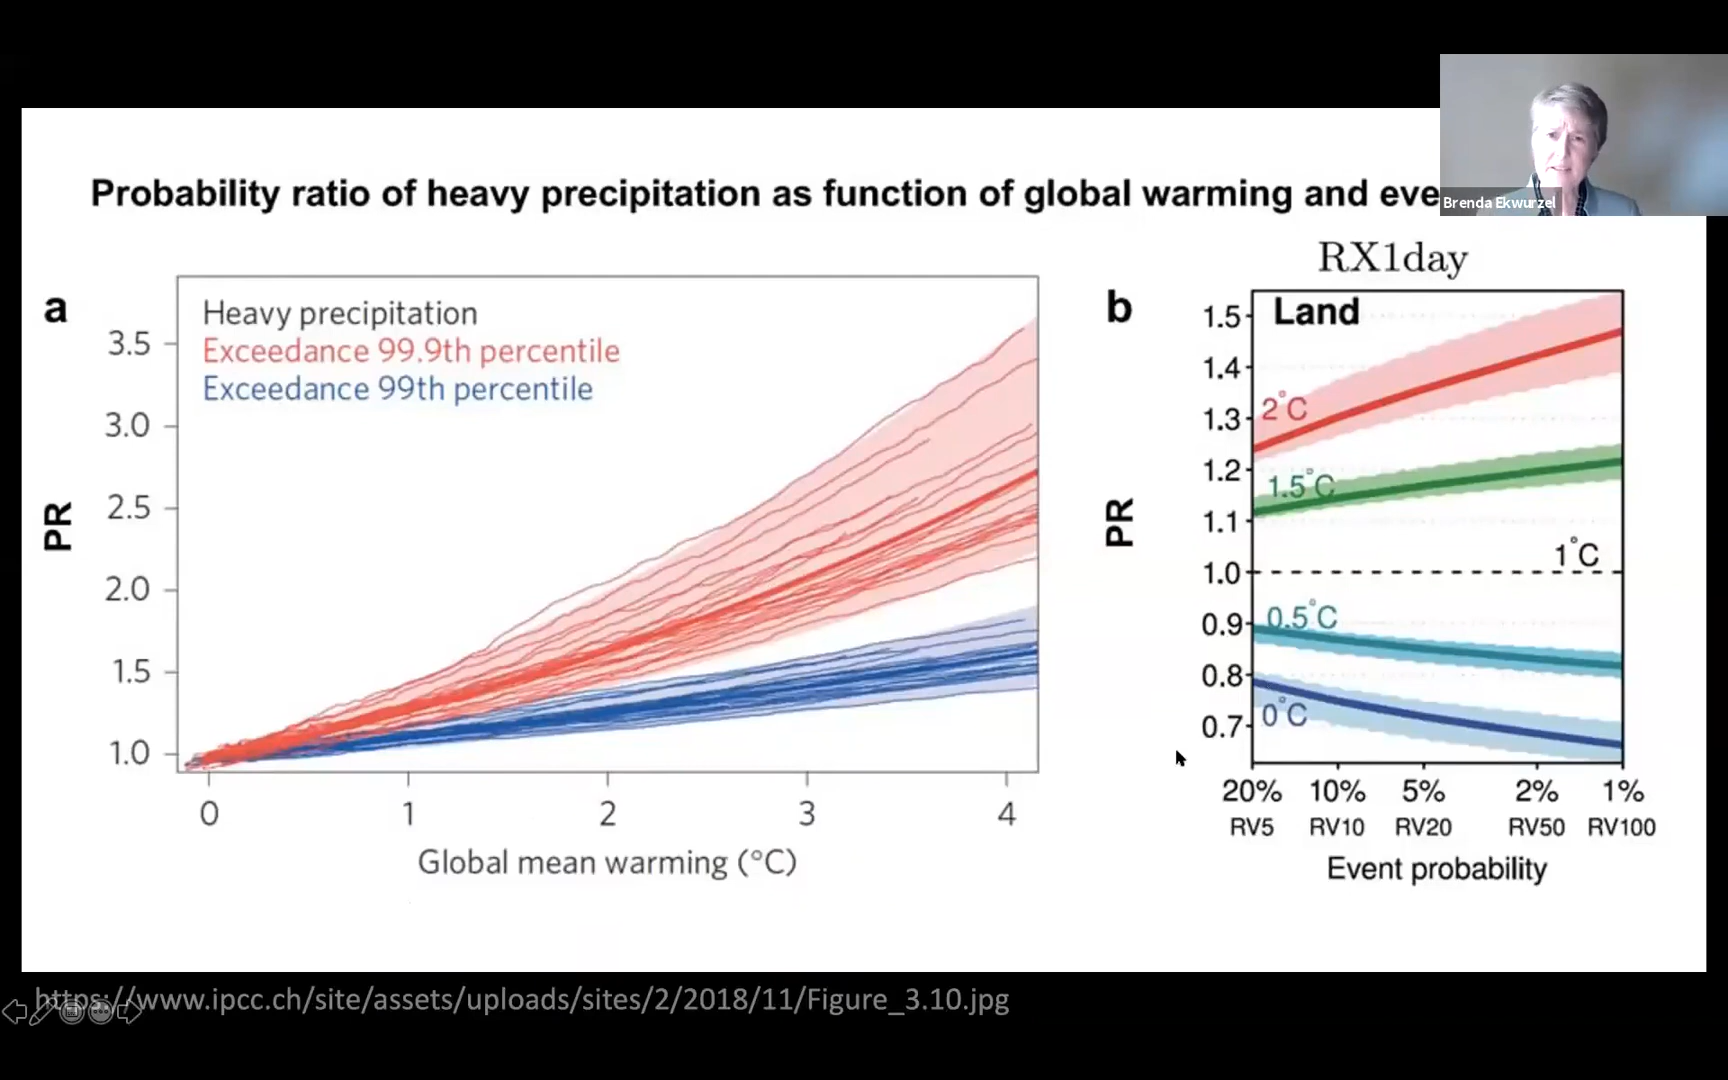 Brenda Ekwurzel
Probability ratio of heavy precipitation as function of global warming and eve
a
Heavy precipitation
Exceedance 99.9th percentile
Exceedance 99th percentile
PR
3.5
3.0
2.5
2.0
1.5
1.0
0 1 2 3 4
Global mean warming (°C)
RX1day
b
Land
PR
1.5
1.4
1.3
1.2
1.1
1.0
0.9
0.8
0.7
2°C
1.5°C
1°C
0.5°C
0°C
20% 10% 5% 2% 1%
RV5 RV10 RV20 RV50 RV100
Event probability
https://www.ipcc.ch/site/assets/uploads/sites/2/2018/11/Figure_3.10.jpg